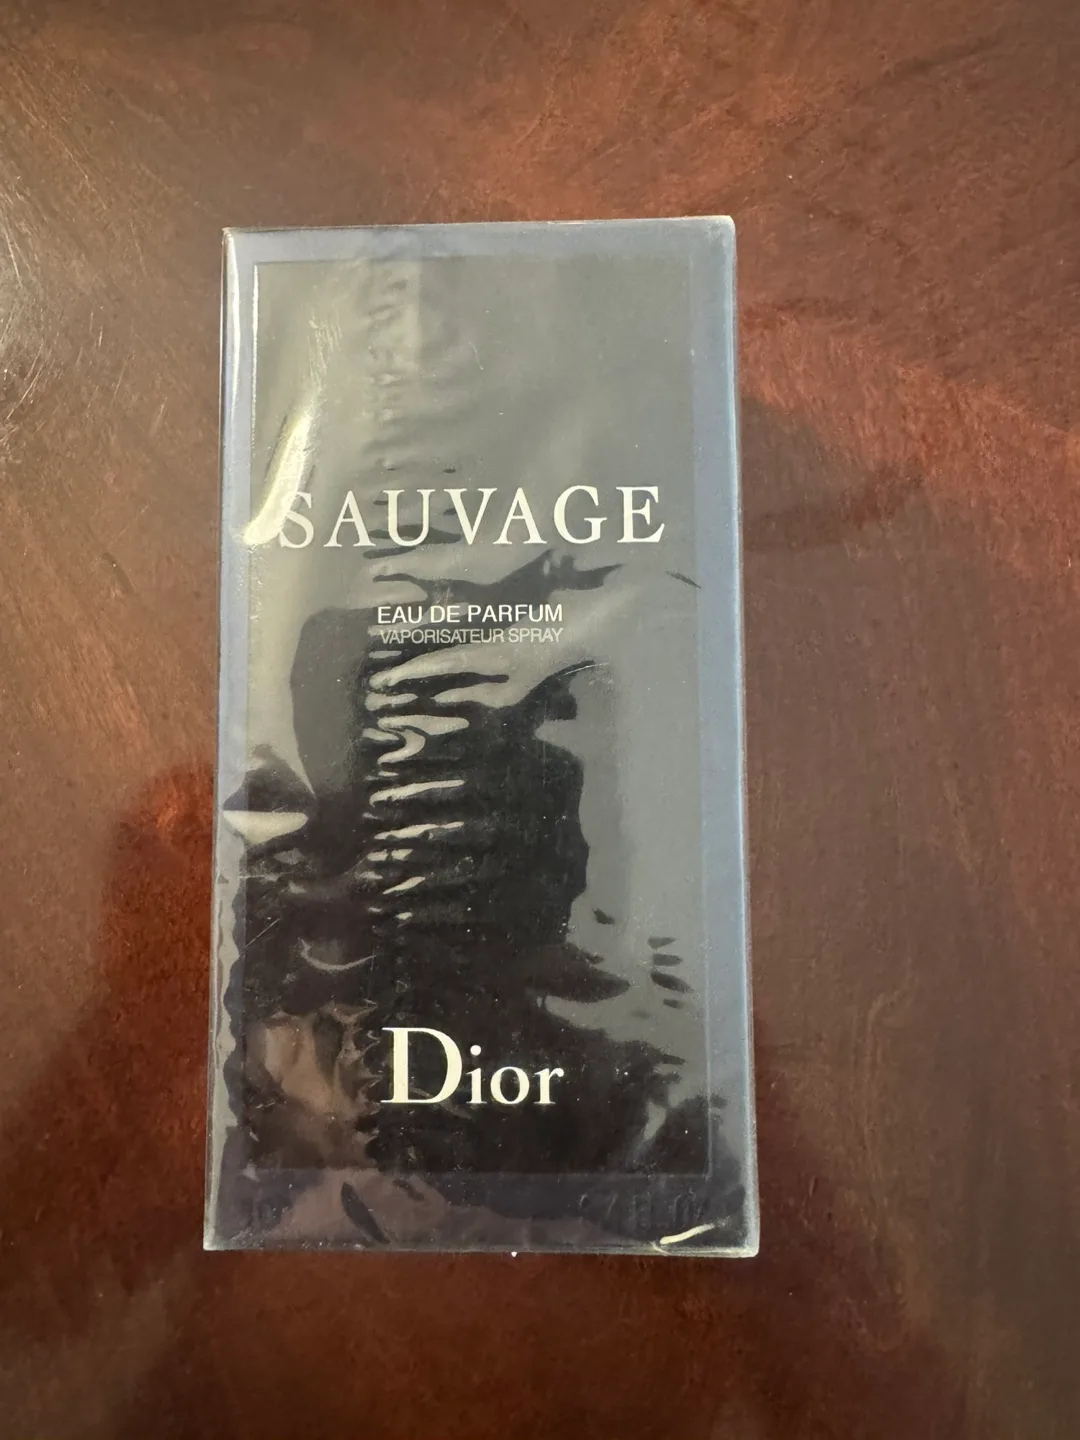 SAUVAGE
EAU DE PARFUM
VAPORISATEUR SPRAY
Dior